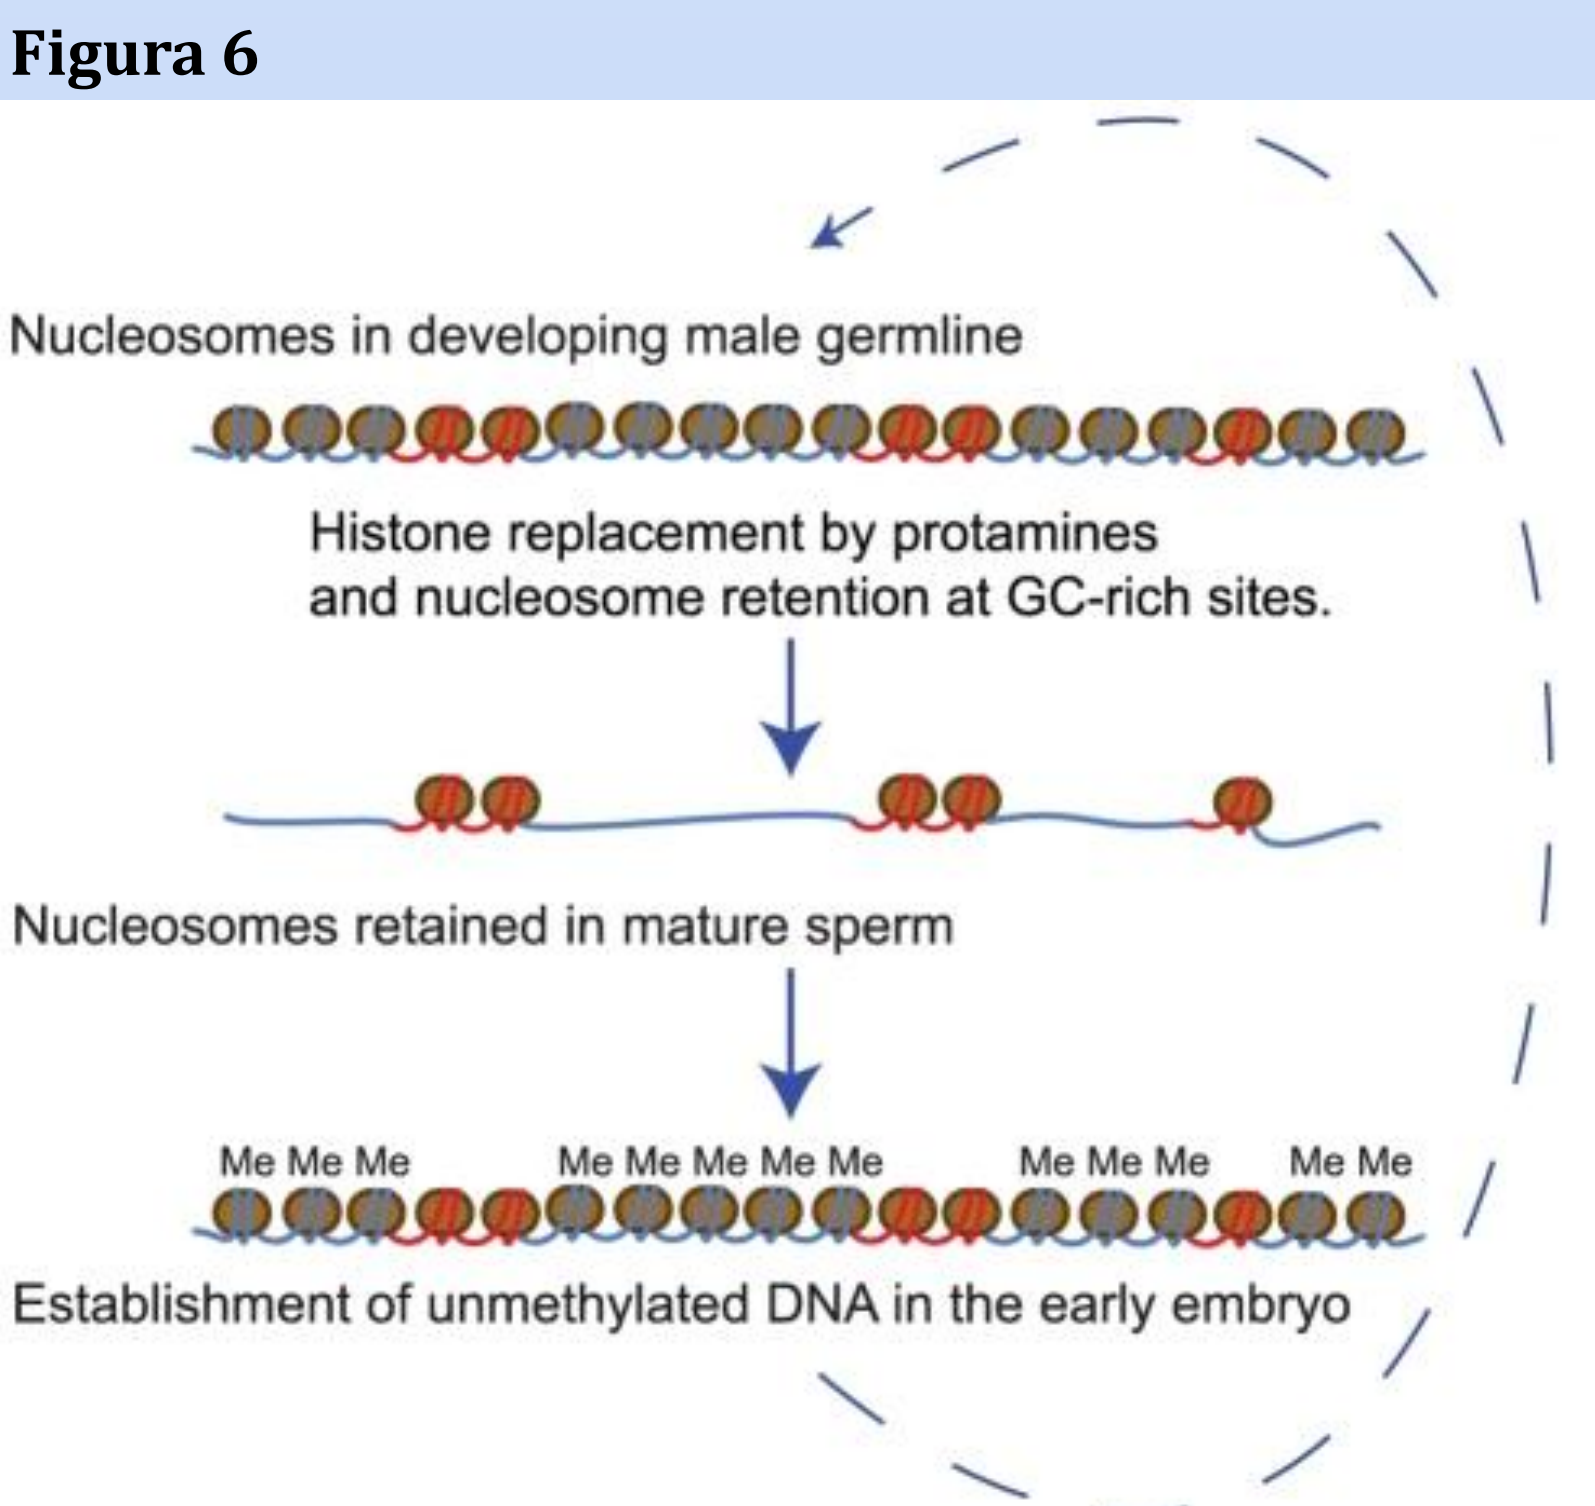 Figura 6
Nucleosomes in developing male germline
Histone replacement by protamines
and nucleosome retention at GC-rich sites.
Nucleosomes retained in mature sperm
Me Me Me Me Me Me Me Me Me Me Me Me Me
Establishment of unmethylated DNA in the early embryo